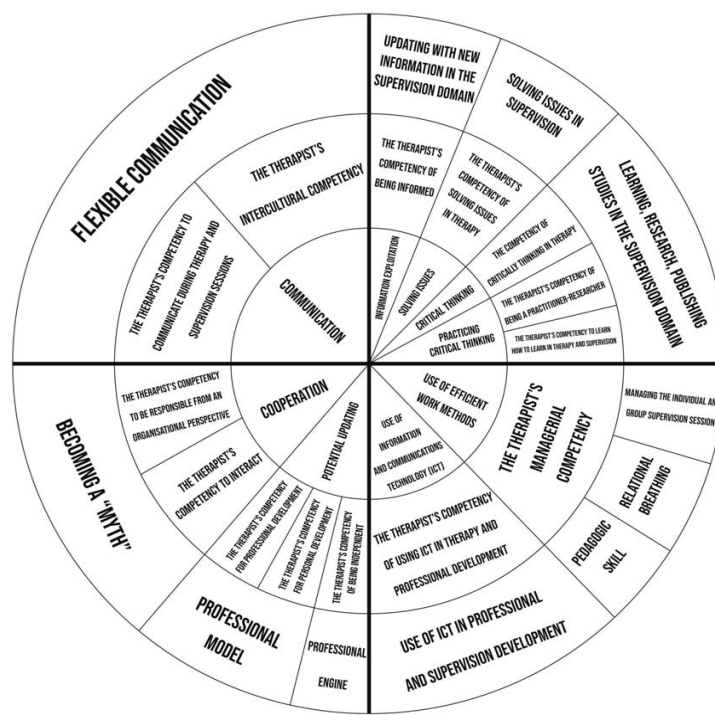 FLEXIBLE COMMUNICATION
THE THERAPIST'S
INTERCULTURAL COMPETENCY
THE THERAPIST'S COMPETENCY TO
COMMUNICATE DURING THERAPY AND
SUPERVISION SESSIONS
COMMUNICATION
UPDATING WITH NEW
INFORMATION IN THE
SUPERVISION DOMAIN
SOLVING ISSUES IN
SUPERVISION
LEARNING, RESEARCH, PUBLISHING
STUDIES IN THE SUPERVISION DOMAIN
THE THERAPIST'S
COMPETENCY OF
BEING INFORMED
THE THERAPIST'S
COMPETENCY OF
SOLVING ISSUES
IN THERAPY
THE COMPETENCY OF
CRITICALLY THINKING IN THERAPY
THE THERAPIST'S COMPETENCY OF
BEING A PRACTITIONER-RESEARCHER
THE THERAPIST'S COMPETENCY TO LEARN
HOW TO LEARN IN THERAPY AND SUPERVISION
INFORMATION EXPLOITATION
SOLVING ISSUES
CRITICAL THINKING
PRACTICING
CRITICAL THINKING
COOPERATION
POTENTIAL UPDATING
THE THERAPIST'S COMPETENCY
TO BE RESPONSIBLE FROM AN
ORGANISATIONAL PERSPECTIVE
THE THERAPIST'S
COMPETENCY TO INTERACT
THE THERAPIST'S COMPETENCY
FOR PROFESSIONAL DEVELOPMENT
THE THERAPIST'S COMPETENCY
FOR PERSONAL DEVELOPMENT
THE THERAPIST'S COMPETENCY
OF BEING INDEPENDENT
BECOMING A “MYTH”
PROFESSIONAL
MODEL
PROFESSIONAL
ENGINE
USE OF EFFICIENT
WORK METHODS
USE OF
INFORMATION
AND COMMUNICATIONS
TECHNOLOGY (ICT)
THE THERAPIST'S
MANAGERIAL
COMPETENCY
THE THERAPIST'S COMPETENCY
OF USING ICT IN THERAPY AND
PROFESSIONAL DEVELOPMENT
MANAGING THE INDIVIDUAL AN
GROUP SUPERVISION SESSION
RELATIONAL
BREATHING
PEDAGOGIC
SKILL
USE OF ICT IN PROFESSIONAL
AND SUPERVISION DEVELOPMENT